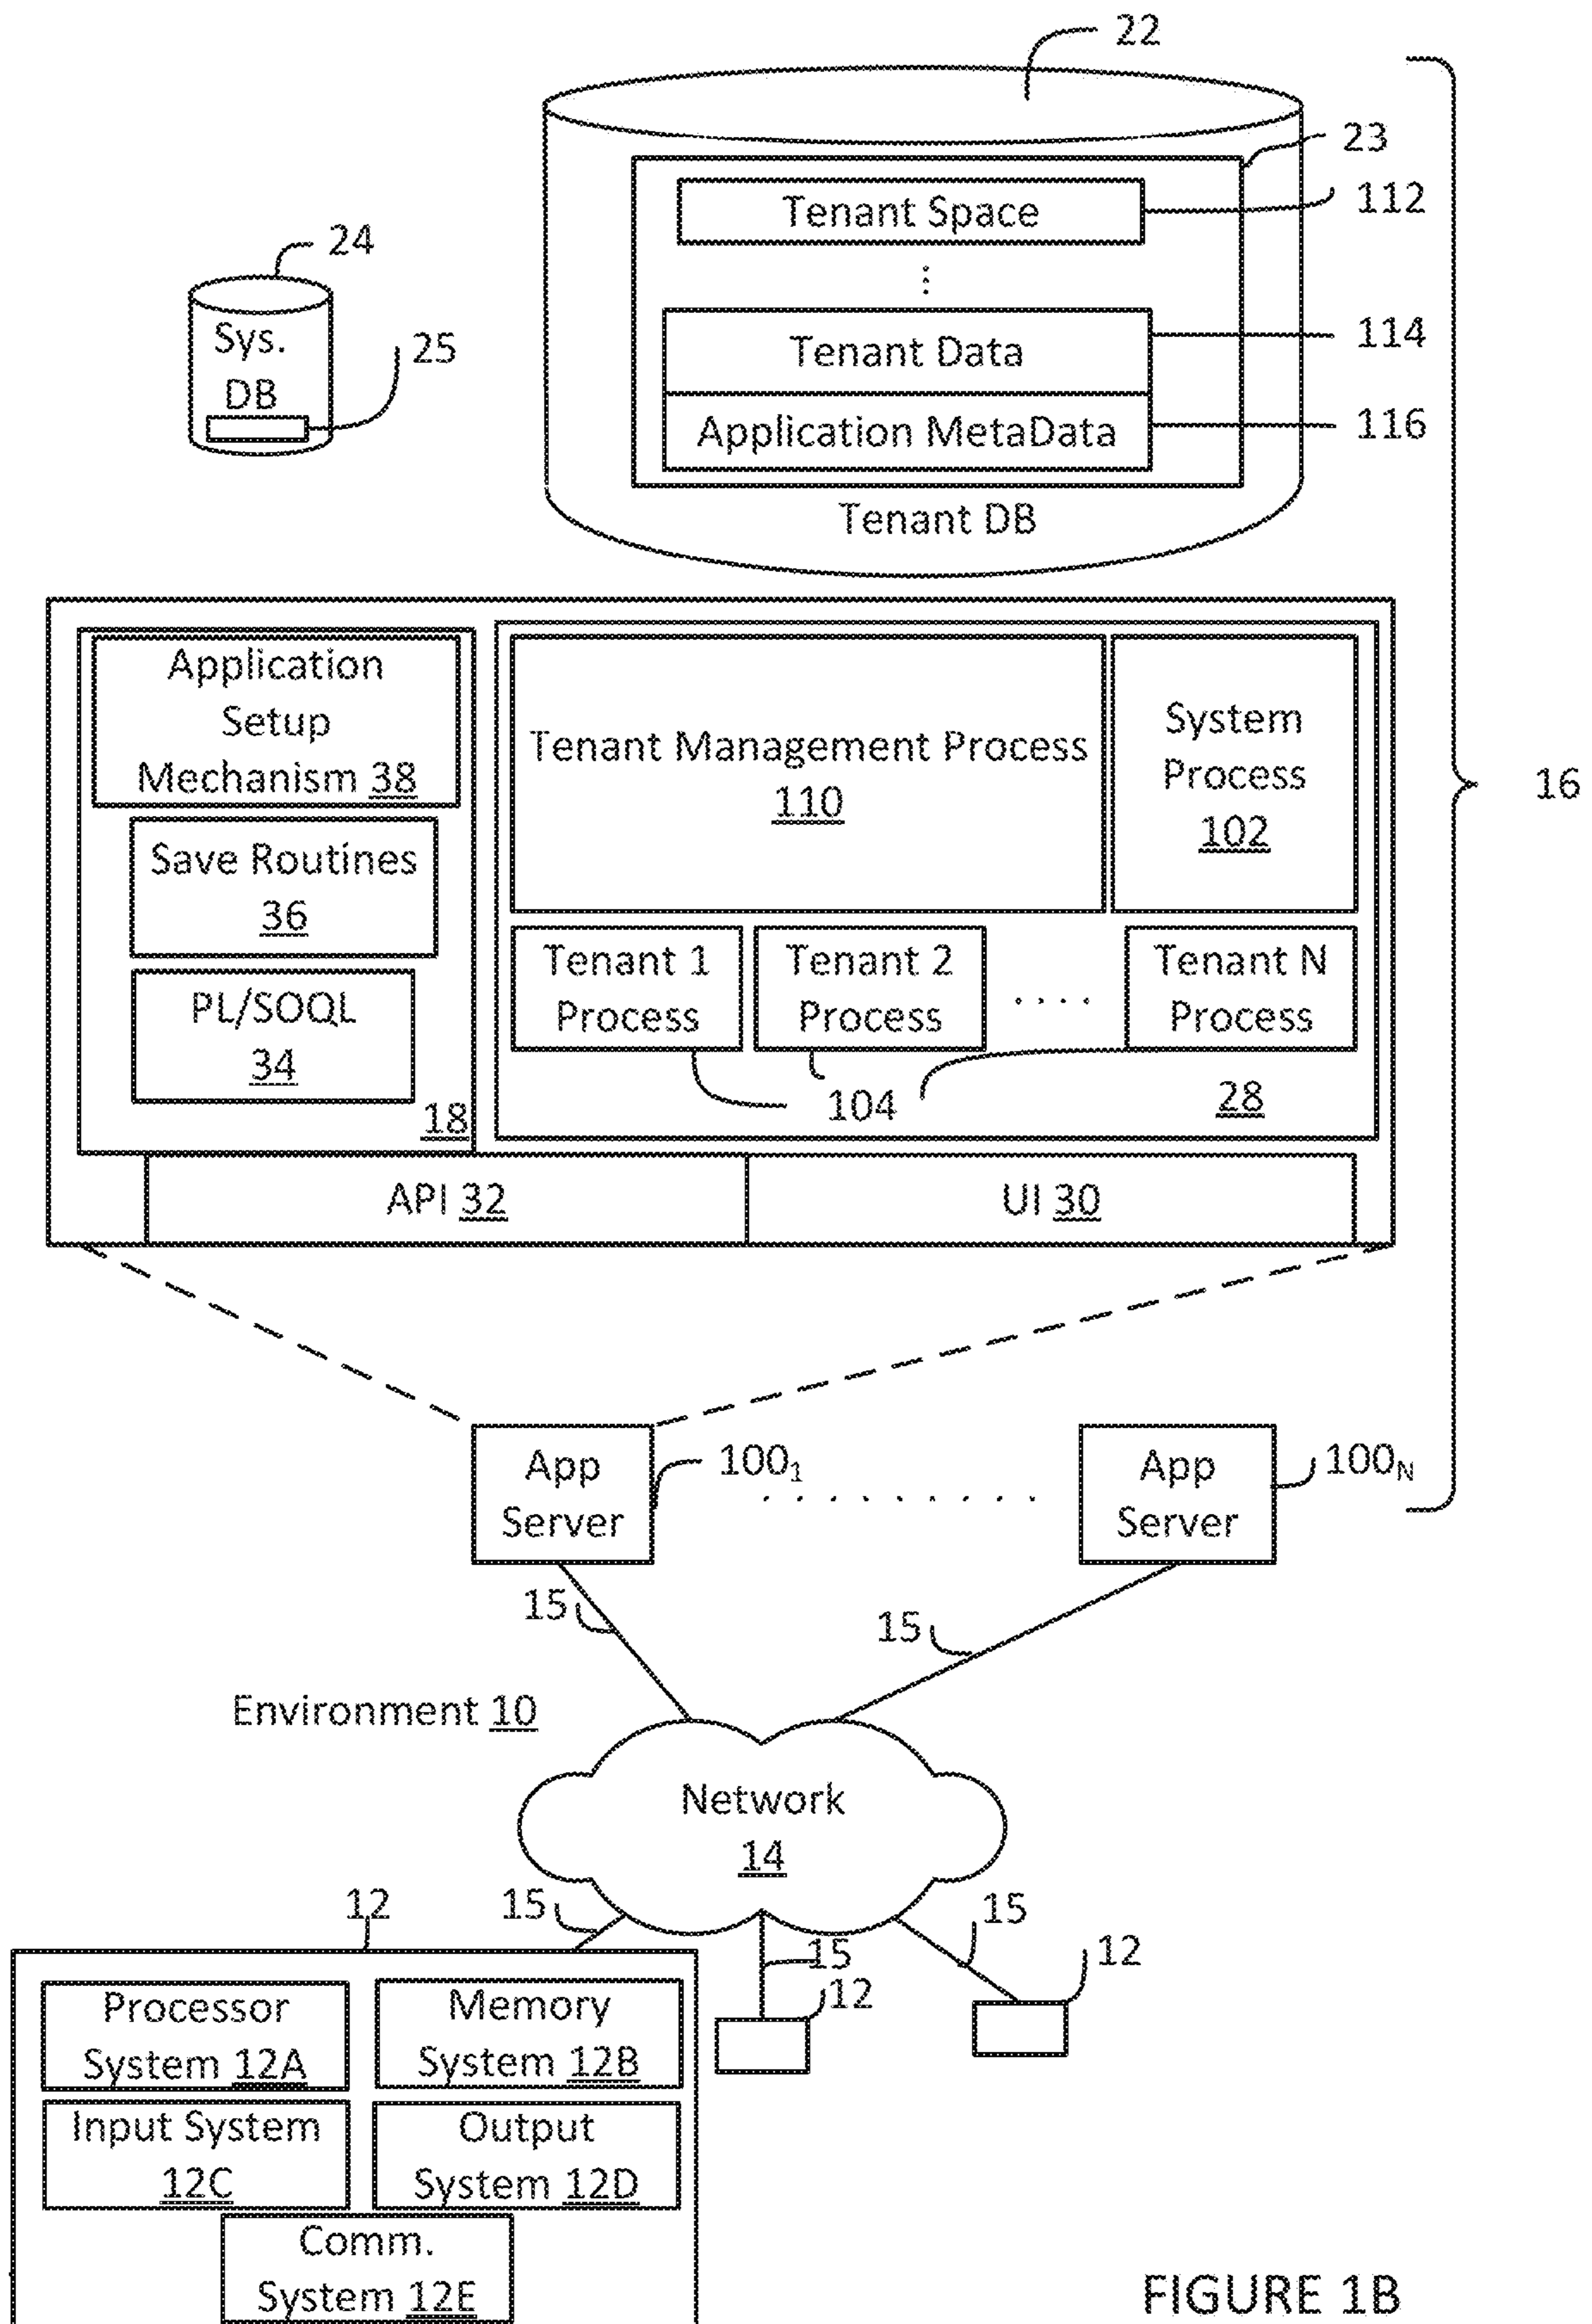 22
23
Tenant Space
112
24
Sys.
DB
25
Tenant Data
114
Application MetaData
116
Tenant DB
16
Application
Setup
Mechanism 38
Tenant Management Process
110
System
Process
102
Save Routines
36
PL/SOQL
34
18
Tenant 1
Process
Tenant 2
Process
Tenant N
Process
104
28
API 32
UI 30
App
Server
100₁
App
Server
100N
15
15
Environment 10
Network
14
12
15
15
15
12
12
Processor
System 12A
Memory
System 12B
Input System
12C
Output
System 12D
Comm.
System 12E
FIGURE 1B